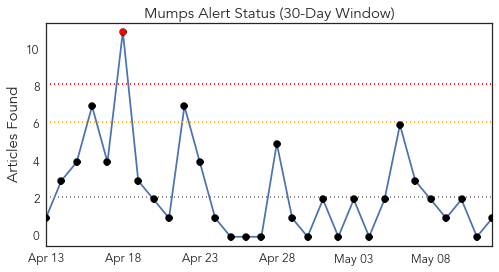 Mumps Alert Status (30-Day Window)
Articles Found
10
8
6
4
2
0
Apr 13
Apr 18
Apr 23
Apr 28
May 03
May 08